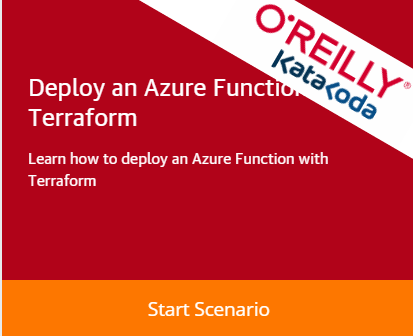 O'REILLY®
Katacoda
Deploy an Azure Function
Terraform
Learn how to deploy an Azure Function with
Terraform
Start Scenario